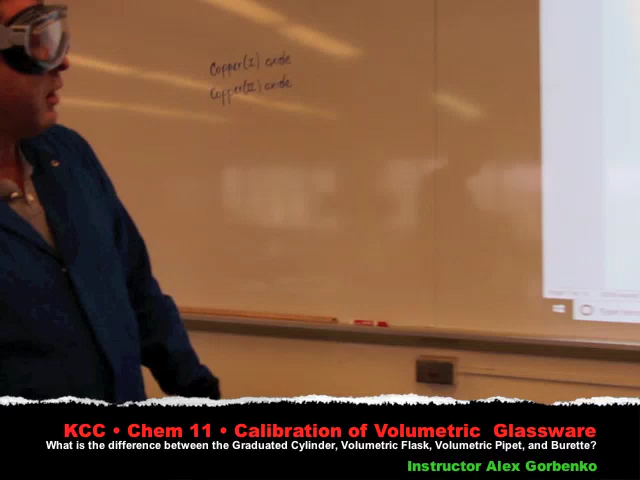 Copper(I) oxide
Copper(II) oxide
KCC • Chem 11 • Calibration of Volumetric Glassware
What is the difference between the Graduated Cylinder, Volumetric Flask, Volumetric Pipet, and Burette?
Instructor Alex Gorbenko